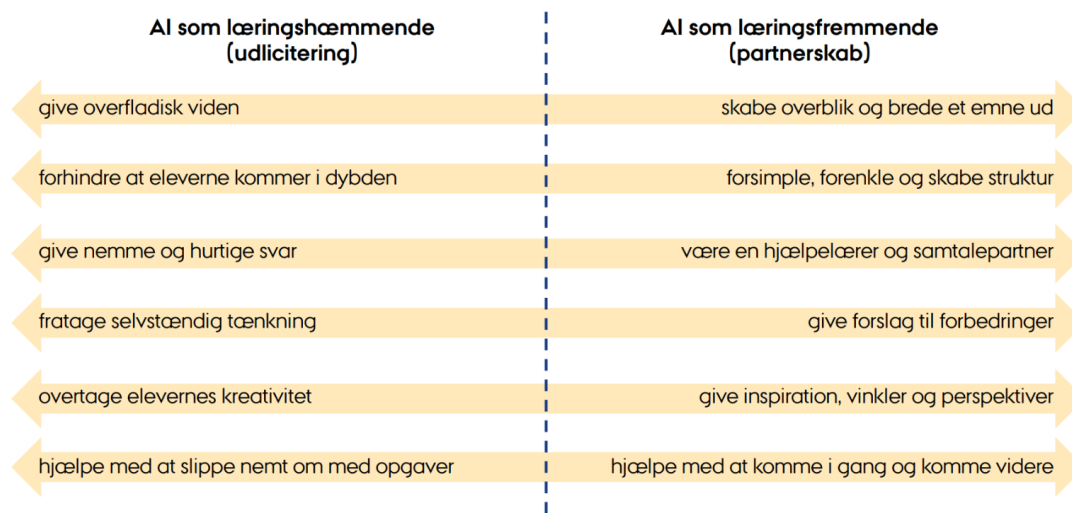 AI som læringshæmmende
(udlicitering)
AI som læringsfremmende
(partnerskab)
give overfladisk viden
skabe overblik og brede et emne ud
forhindre at eleverne kommer i dybden
forsimple, forenkle og skabe struktur
give nemme og hurtige svar
være en hjælpelærer og samtalepartner
fratage selvstændig tænkning
give forslag til forbedringer
overtage elevernes kreativitet
give inspiration, vinkler og perspektiver
hjælpe med at slippe nemt om med opgaver
hjælpe med at komme i gang og komme videre